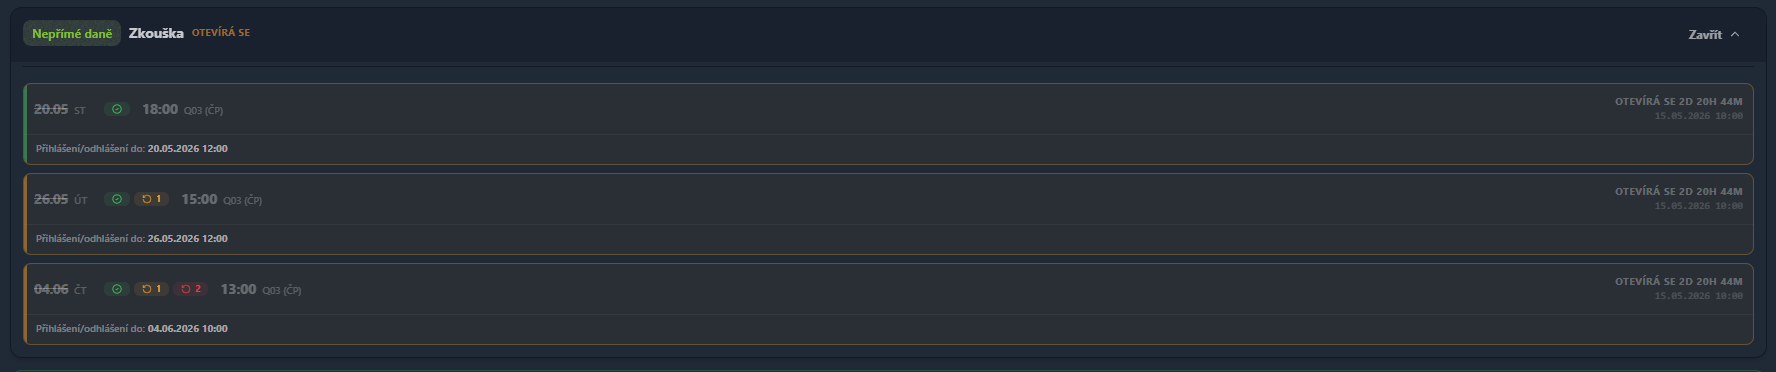 Nepřímé daně Zkouška OTEVÍRÁ SE Zavřít
20.05 ST 18:00 Q03 (ČP) OTEVÍRÁ SE 2D 20H 44M
15.05.2026 10:00
Přihlášení/odhlášení do: 20.05.2026 12:00
26.05 ÚT 1 15:00 Q03 (ČP) OTEVÍRÁ SE 2D 20H 44M
15.05.2026 10:00
Přihlášení/odhlášení do: 26.05.2026 12:00
04.06 ČT 1 2 13:00 Q03 (ČP) OTEVÍRÁ SE 2D 20H 44M
15.05.2026 10:00
Přihlášení/odhlášení do: 04.06.2026 10:00